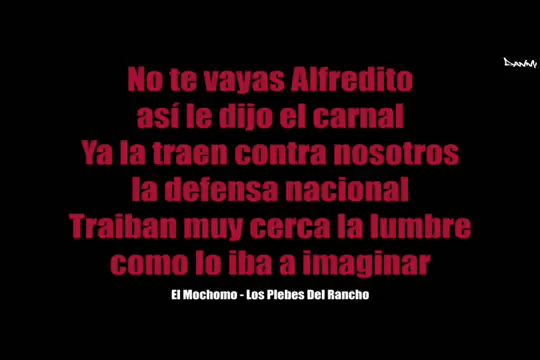 No te vayas Alfredito
así le dijo el carnal
Ya la traen contra nosotros
la defensa nacional
Traiban muy cerca la lumbre
como lo iba a imaginar
El Mochomo - Los Plebes Del Rancho